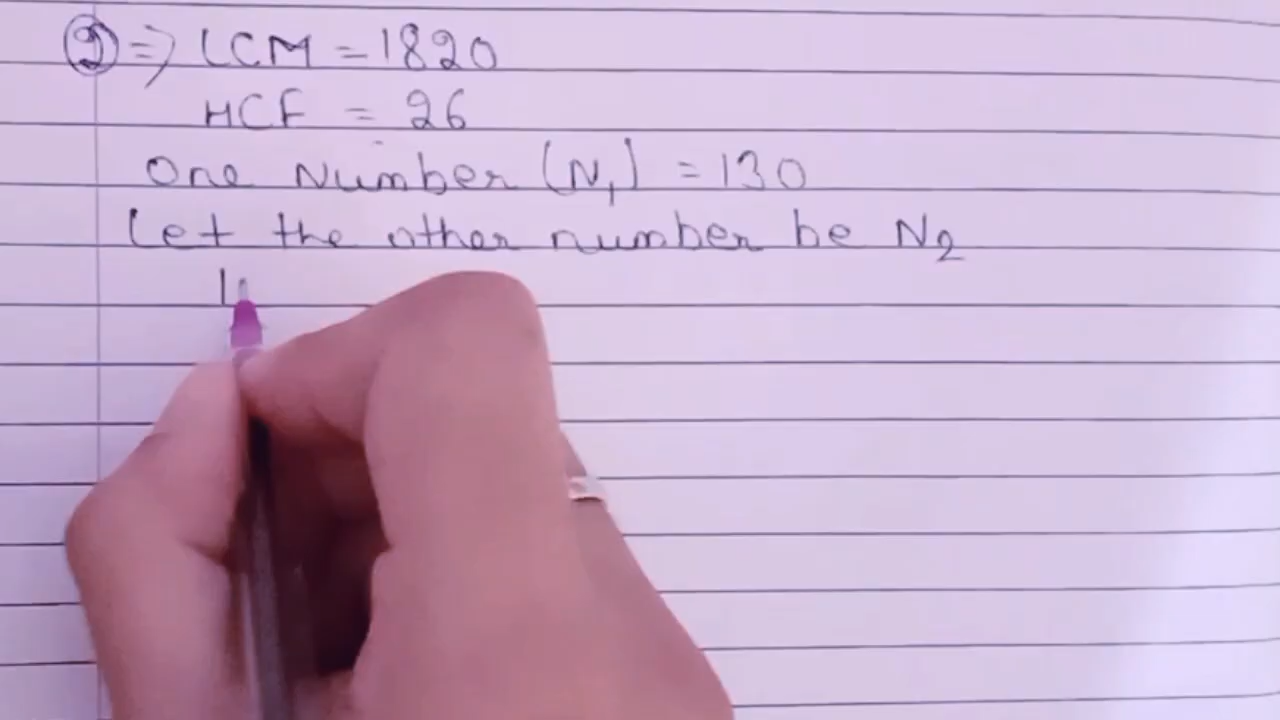 ② => LCM = 1820
HCF = 26
One Number (N₁) = 130
Let the other number be N₂